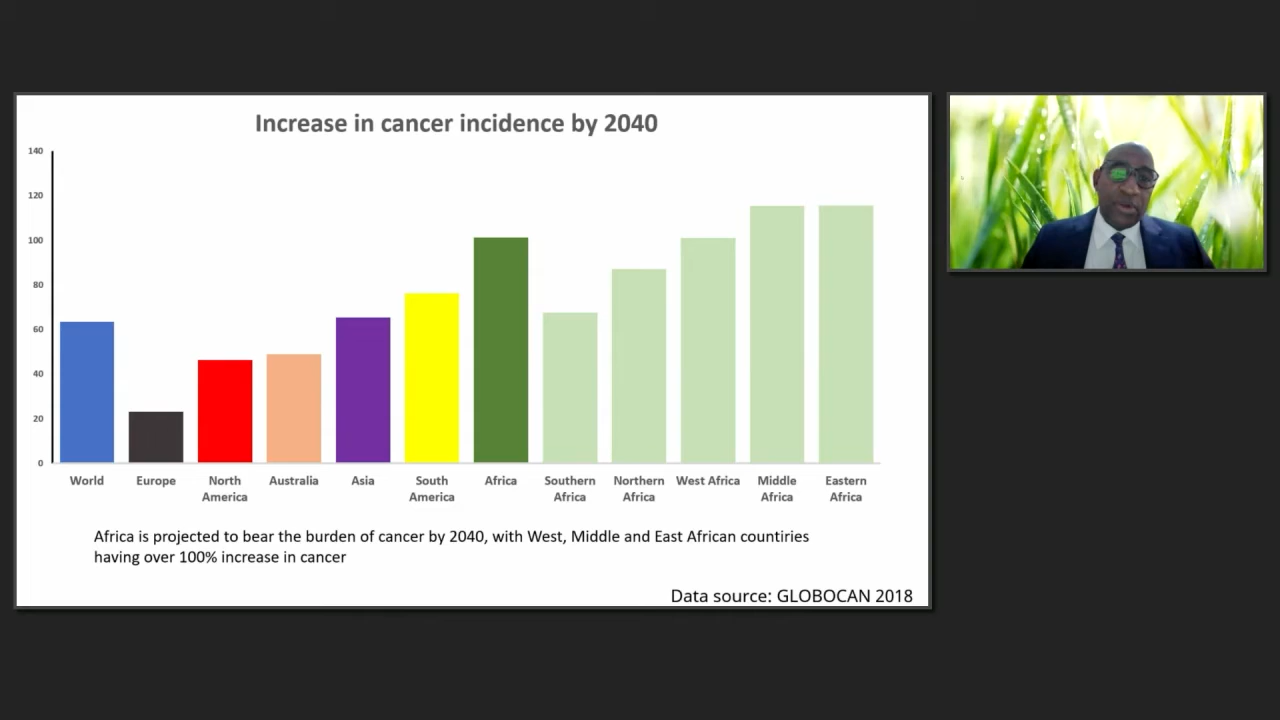 Increase in cancer incidence by 2040
140
120
100
80
60
40
20
0
World
Europe
North
America
Australia
Asia
South
America
Africa
Southern
Africa
Northern
Africa
West Africa
Middle
Africa
Eastern
Africa
Africa is projected to bear the burden of cancer by 2040, with West, Middle and East African countiries
having over 100% increase in cancer
Data source: GLOBOCAN 2018